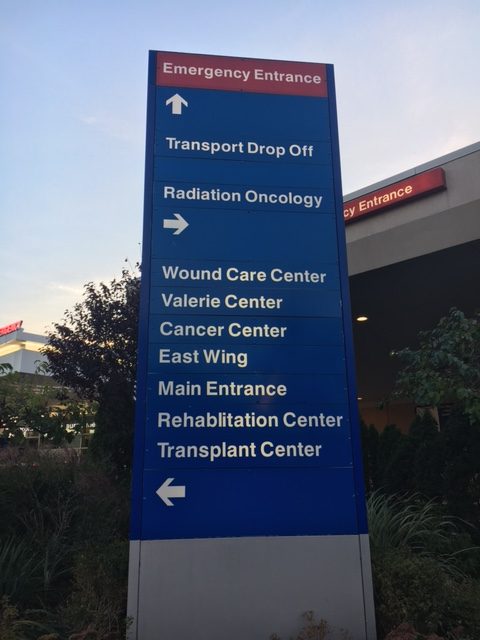 Emergency Entrance
Transport Drop Off
Radiation Oncology
cy Entrance
Wound Care Center
Valerie Center
Cancer Center
East Wing
Main Entrance
Rehablitation Center
Transplant Center